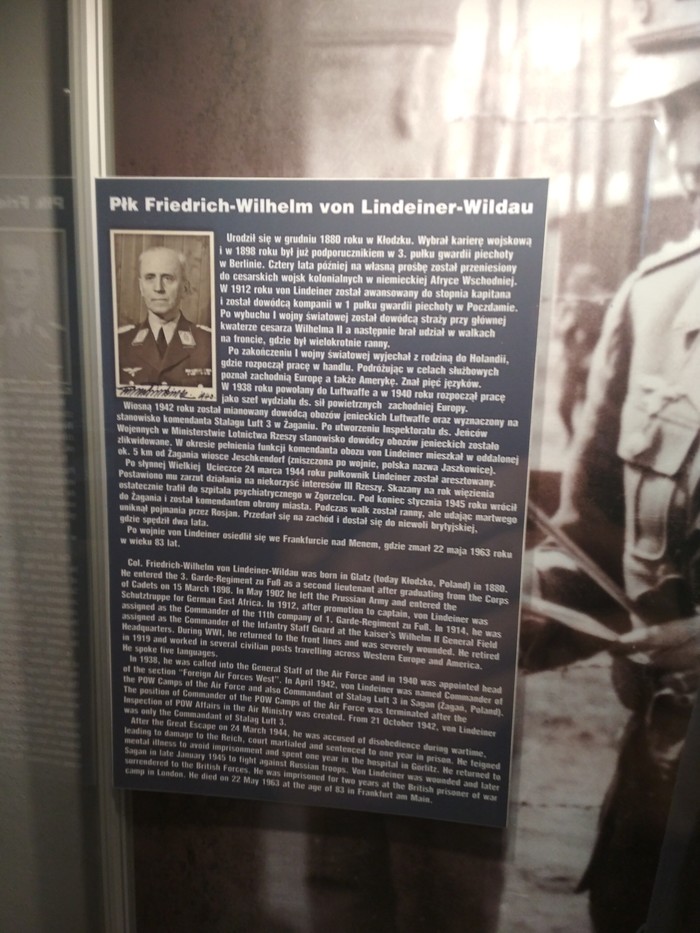 Płk Friedrich-Wilhelm von Lindeiner-Wildau
Urodził się w grudniu 1880 roku w Kłodzku. Wybrał karierę wojskową
i w 1898 roku był już podporucznikiem w 3. pułku gwardii piechoty
w Berlinie. Cztery lata później na własną prośbę został przeniesiony
do cesarskich wojsk kolonialnych w niemieckiej Afryce Wschodniej.
W 1912 roku von Lindeiner został awansowany do stopnia kapitana
i został dowódcą kompanii w 1 pułku gwardii piechoty w Poczdamie.
Po wybuchu I wojny światowej został dowódcą straży przy głównej
kwaterze cesarza Wilhelma II a następnie brał udział w walkach
na froncie, gdzie był wielokrotnie ranny.
Po zakończeniu I wojny światowej wyjechał z rodziną do Holandii,
gdzie rozpoczął pracę w handlu. Podróżując w celach służbowych
poznał zachodnią Europę a także Amerykę. Znał pięć języków.
W 1938 roku powołany do Luftwaffe a w 1940 roku rozpoczął pracę
jako szef wydziału ds. sił powietrznych zachodniej Europy.
Wiosną 1942 roku został mianowany dowódcą obozów jenieckich Luftwaffe oraz wyznaczony na
stanowisko komendanta Stalagu Luft 3 w Żaganiu. Po utworzeniu Inspektoratu ds. Jeńców
Wojennych w Ministerstwie Lotnictwa Rzeszy stanowisko dowódcy obozów jenieckich zostało
zlikwidowane. W okresie pełnienia funkcji komendanta obozu von Lindeiner mieszkał w oddalonej
ok. 5 km od Żagania wiosce Jeschkendorf (zniszczona po wojnie, polska nazwa Jaszkowice).
Po słynnej Wielkiej Ucieczce 24 marca 1944 roku pułkownik Lindeiner został aresztowany.
Postawiono mu zarzut działania na niekorzyść interesów III Rzeszy. Skazany na rok więzienia
ostatecznie trafił do szpitala psychiatrycznego w Zgorzelcu. Pod koniec stycznia 1945 roku wrócił
do Żagania i został komendantem obrony miasta. Podczas walk został ranny, ale udając martwego
uniknął pojmania przez Rosjan. Przedarł się na zachód i dostał się do niewoli brytyjskiej,
gdzie spędził dwa lata.
Po wojnie von Lindeiner osiedlił się we Frankfurcie nad Menem, gdzie zmarł 22 maja 1963 roku
w wieku 83 lat.
Col. Friedrich-Wilhelm von Lindeiner-Wildau was born in Glatz (today Kłodzko, Poland) in 1880.
He entered the 3. Garde-Regiment zu Fuß as a second lieutenant after graduating from the Corps
of Cadets on 15 March 1898. In May 1902 he left the Prussian Army and entered the
Schutztruppe for German East Africa. In 1912, after promotion to captain, von Lindeiner was
assigned as the Commander of the 11th company of 1. Garde-Regiment zu Fuß. In 1914, he was
assigned as the Commander of the Infantry Staff Guard at the kaiser's Wilhelm II General Field
Headquarters. During WWI, he returned to the front lines and was severely wounded. He retired
in 1919 and worked in several civilian posts travelling across Western Europe and America.
He spoke five languages.
In 1938, he was called into the General Staff of the Air Force and in 1940 was appointed head
of the section "Foreign Air Forces West". In April 1942, von Lindeiner was named Commander of
the POW Camps of the Air Force and also Commandant of Stalag Luft 3 in Sagan (Żagan, Poland).
The position of Commander of the POW Camps of the Air Force was terminated after the
Inspection of POW Affairs in the Air Ministry was created. From 21 October 1942, von Lindeiner
was only the Commandant of Stalag Luft 3.
After the Great Escape on 24 March 1944, he was accused of disobedience during wartime,
leading to damage to the Reich, court martialed and sentenced to one year in prison. He feigned
mental illness to avoid imprisonment and spent one year in the hospital in Görlitz. He returned to
Sagan in late January 1945 to fight against Russian troops. Von Lindeiner was wounded and later
surrendered to the British Forces. He was imprisoned for two years at the British prisoner of war
camp in London. He died on 22 May 1963 at the age of 83 in Frankfurt am Main.